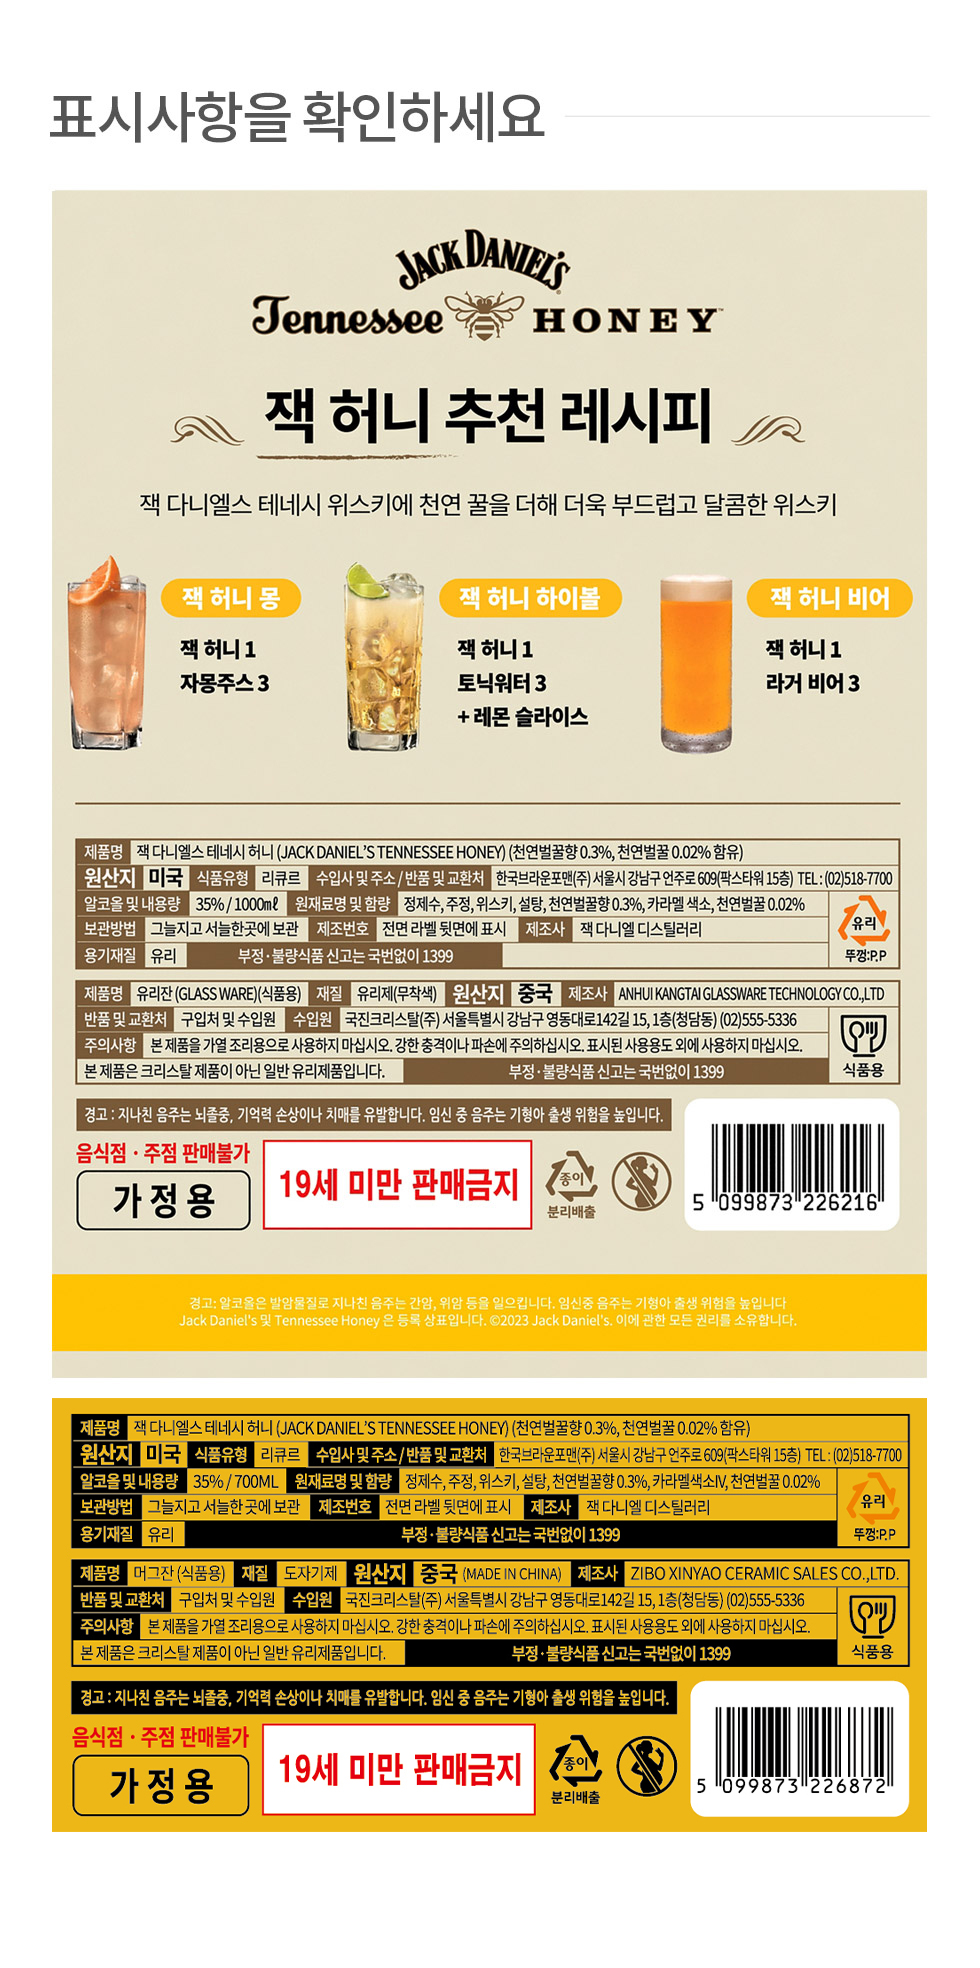 표시사항을 확인하세요
JACK DANIEL'S
Tennessee HONEY™
잭 허니 추천 레시피
잭 다니엘스 테네시 위스키에 천연 꿀을 더해 더욱 부드럽고 달콤한 위스키
잭 허니 몽
잭 허니 1
자몽주스 3
잭 허니 하이볼
잭 허니 1
토닉워터 3
+ 레몬 슬라이스
잭 허니 비어
잭 허니 1
라거 비어 3
제품명 잭 다니엘스 테네시 허니 (JACK DANIEL'S TENNESSEE HONEY) (천연벌꿀향 0.3%, 천연벌꿀 0.02% 함유)
원산지 미국 식품유형 리큐르 수입사 및 주소 / 반품 및 교환처 한국브라운포맨(주) 서울시 강남구 언주로 609(팍스타워 15층) TEL : (02)518-7700
알코올 및 내용량 35% / 1000㎖ 원재료명 및 함량 정제수, 주정, 위스키, 설탕, 천연벌꿀향 0.3%, 카라멜 색소, 천연벌꿀 0.02%
보관방법 그늘지고 서늘한곳에 보관 제조번호 전면 라벨 뒷면에 표시 제조사 잭 다니엘 디스틸러리
용기재질 유리 부정·불량식품 신고는 국번없이 1399
유리
뚜껑:P.P
제품명 유리잔 (GLASS WARE)(식품용) 재질 유리제(무착색) 원산지 중국 제조사 ANHUI KANGTAI GLASSWARE TECHNOLOGY CO.,LTD
반품 및 교환처 구입처 및 수입원 수입원 국진크리스탈(주) 서울특별시 강남구 영동대로142길 15, 1층(청담동) (02)555-5336
주의사항 본 제품을 가열 조리용으로 사용하지 마십시오. 강한 충격이나 파손에 주의하십시오. 표시된 사용용도 외에 사용하지 마십시오.
본 제품은 크리스탈 제품이 아닌 일반 유리제품입니다. 부정·불량식품 신고는 국번없이 1399
식품용
경고 : 지나친 음주는 뇌졸중, 기억력 손상이나 치매를 유발합니다. 임신 중 음주는 기형아 출생 위험을 높입니다.
음식점 · 주점 판매불가
가정용
19세 미만 판매금지
종이
분리배출
5 099873 226216
경고: 알코올은 발암물질로 지나친 음주는 간암, 위암 등을 일으킵니다. 임신중 음주는 기형아 출생 위험을 높입니다
Jack Daniel's 및 Tennessee Honey 은 등록 상표입니다. ©2023 Jack Daniel's. 이에 관한 모든 권리를 소유합니다.
제품명 잭 다니엘스 테네시 허니 (JACK DANIEL'S TENNESSEE HONEY) (천연벌꿀향 0.3%, 천연벌꿀 0.02% 함유)
원산지 미국 식품유형 리큐르 수입사 및 주소 / 반품 및 교환처 한국브라운포맨(주) 서울시 강남구 언주로 609(팍스타워 15층) TEL : (02)518-7700
알코올 및 내용량 35% / 700ML 원재료명 및 함량 정제수, 주정, 위스키, 설탕, 천연벌꿀향 0.3%, 카라멜색소IV, 천연벌꿀 0.02%
보관방법 그늘지고 서늘한 곳에 보관 제조번호 전면 라벨 뒷면에 표시 제조사 잭 다니엘 디스틸러리
용기재질 유리 부정·불량식품 신고는 국번없이 1399
유리
뚜껑:P.P
제품명 머그잔 (식품용) 재질 도자기제 원산지 중국 (MADE IN CHINA) 제조사 ZIBO XINYAO CERAMIC SALES CO.,LTD.
반품 및 교환처 구입처 및 수입원 수입원 국진크리스탈(주) 서울특별시 강남구 영동대로142길 15, 1층(청담동) (02)555-5336
주의사항 본 제품을 가열 조리용으로 사용하지 마십시오. 강한 충격이나 파손에 주의하십시오. 표시된 사용용도 외에 사용하지 마십시오.
본 제품은 크리스탈 제품이 아닌 일반 유리제품입니다. 부정·불량식품 신고는 국번없이 1399
식품용
경고 : 지나친 음주는 뇌졸중, 기억력 손상이나 치매를 유발합니다. 임신 중 음주는 기형아 출생 위험을 높입니다.
음식점 · 주점 판매불가
가정용
19세 미만 판매금지
종이
분리배출
5 099873 226872